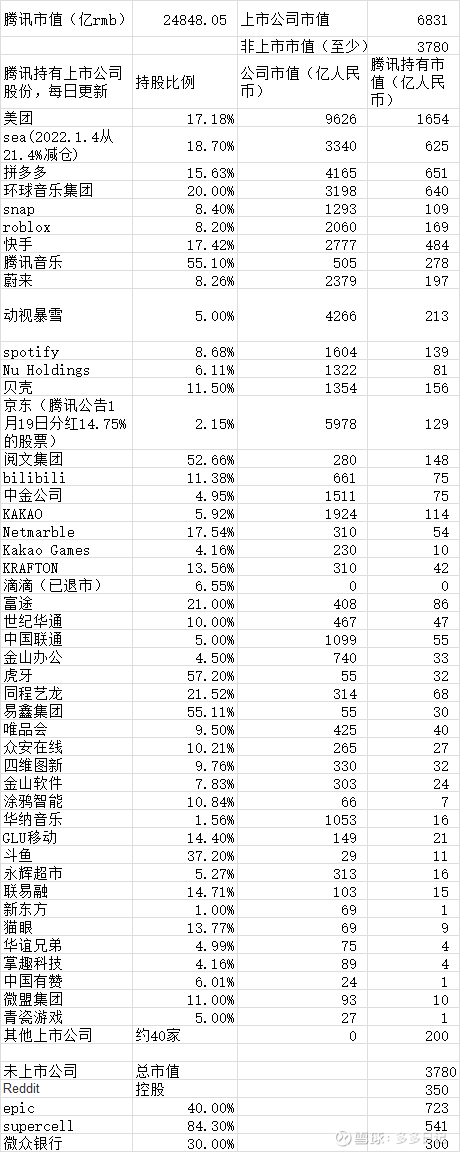 腾讯市值（亿rmb） 24848.05 上市公司市值 6831
非上市市值（至少） 3780
腾讯持有上市公司股份，每日更新 持股比例 公司市值（亿人民币） 腾讯持有市值（亿人民币）
美团 17.18% 9626 1654
sea(2022.1.4从21.4%减仓) 18.70% 3340 625
拼多多 15.63% 4165 651
环球音乐集团 20.00% 3198 640
snap 8.40% 1293 109
roblox 8.20% 2060 169
快手 17.42% 2777 484
腾讯音乐 55.10% 505 278
蔚来 8.26% 2379 197
动视暴雪 5.00% 4266 213
spotify 8.68% 1604 139
Nu Holdings 6.11% 1322 81
贝壳 11.50% 1354 156
京东（腾讯公告1月19日分红14.75%的股票） 2.15% 5978 129
阅文集团 52.66% 280 148
bilibili 11.38% 661 75
中金公司 4.95% 1511 75
KAKAO 5.92% 1924 114
Netmarble 17.54% 310 54
Kakao Games 4.16% 230 10
KRAFTON 13.56% 310 42
滴滴（已退市） 6.55% 0 0
富途 21.00% 408 86
世纪华通 10.00% 467 47
中国联通 5.00% 1099 55
金山办公 4.50% 740 33
虎牙 57.20% 55 32
同程艺龙 21.52% 314 68
易鑫集团 55.11% 55 30
唯品会 9.50% 425 40
众安在线 10.21% 265 27
四维图新 9.76% 330 32
金山软件 7.83% 303 24
涂鸦智能 10.84% 66 7
华纳音乐 1.56% 1053 16
GLU移动 14.40% 149 21
斗鱼 37.20% 29 11
永辉超市 5.27% 313 16
联易融 14.71% 103 15
新东方 1.00% 69 1
猫眼 13.77% 69 9
华谊兄弟 4.99% 75 4
掌趣科技 4.16% 89 4
中国有赞 6.01% 24 1
微盟集团 11.00% 93 10
青瓷游戏 5.00% 27 1
其他上市公司 约40家 0 200
未上市公司 总市值 3780
Reddit 控股 350
epic 40.00% 723
supercell 84.30% 541
微众银行 30.00% 300